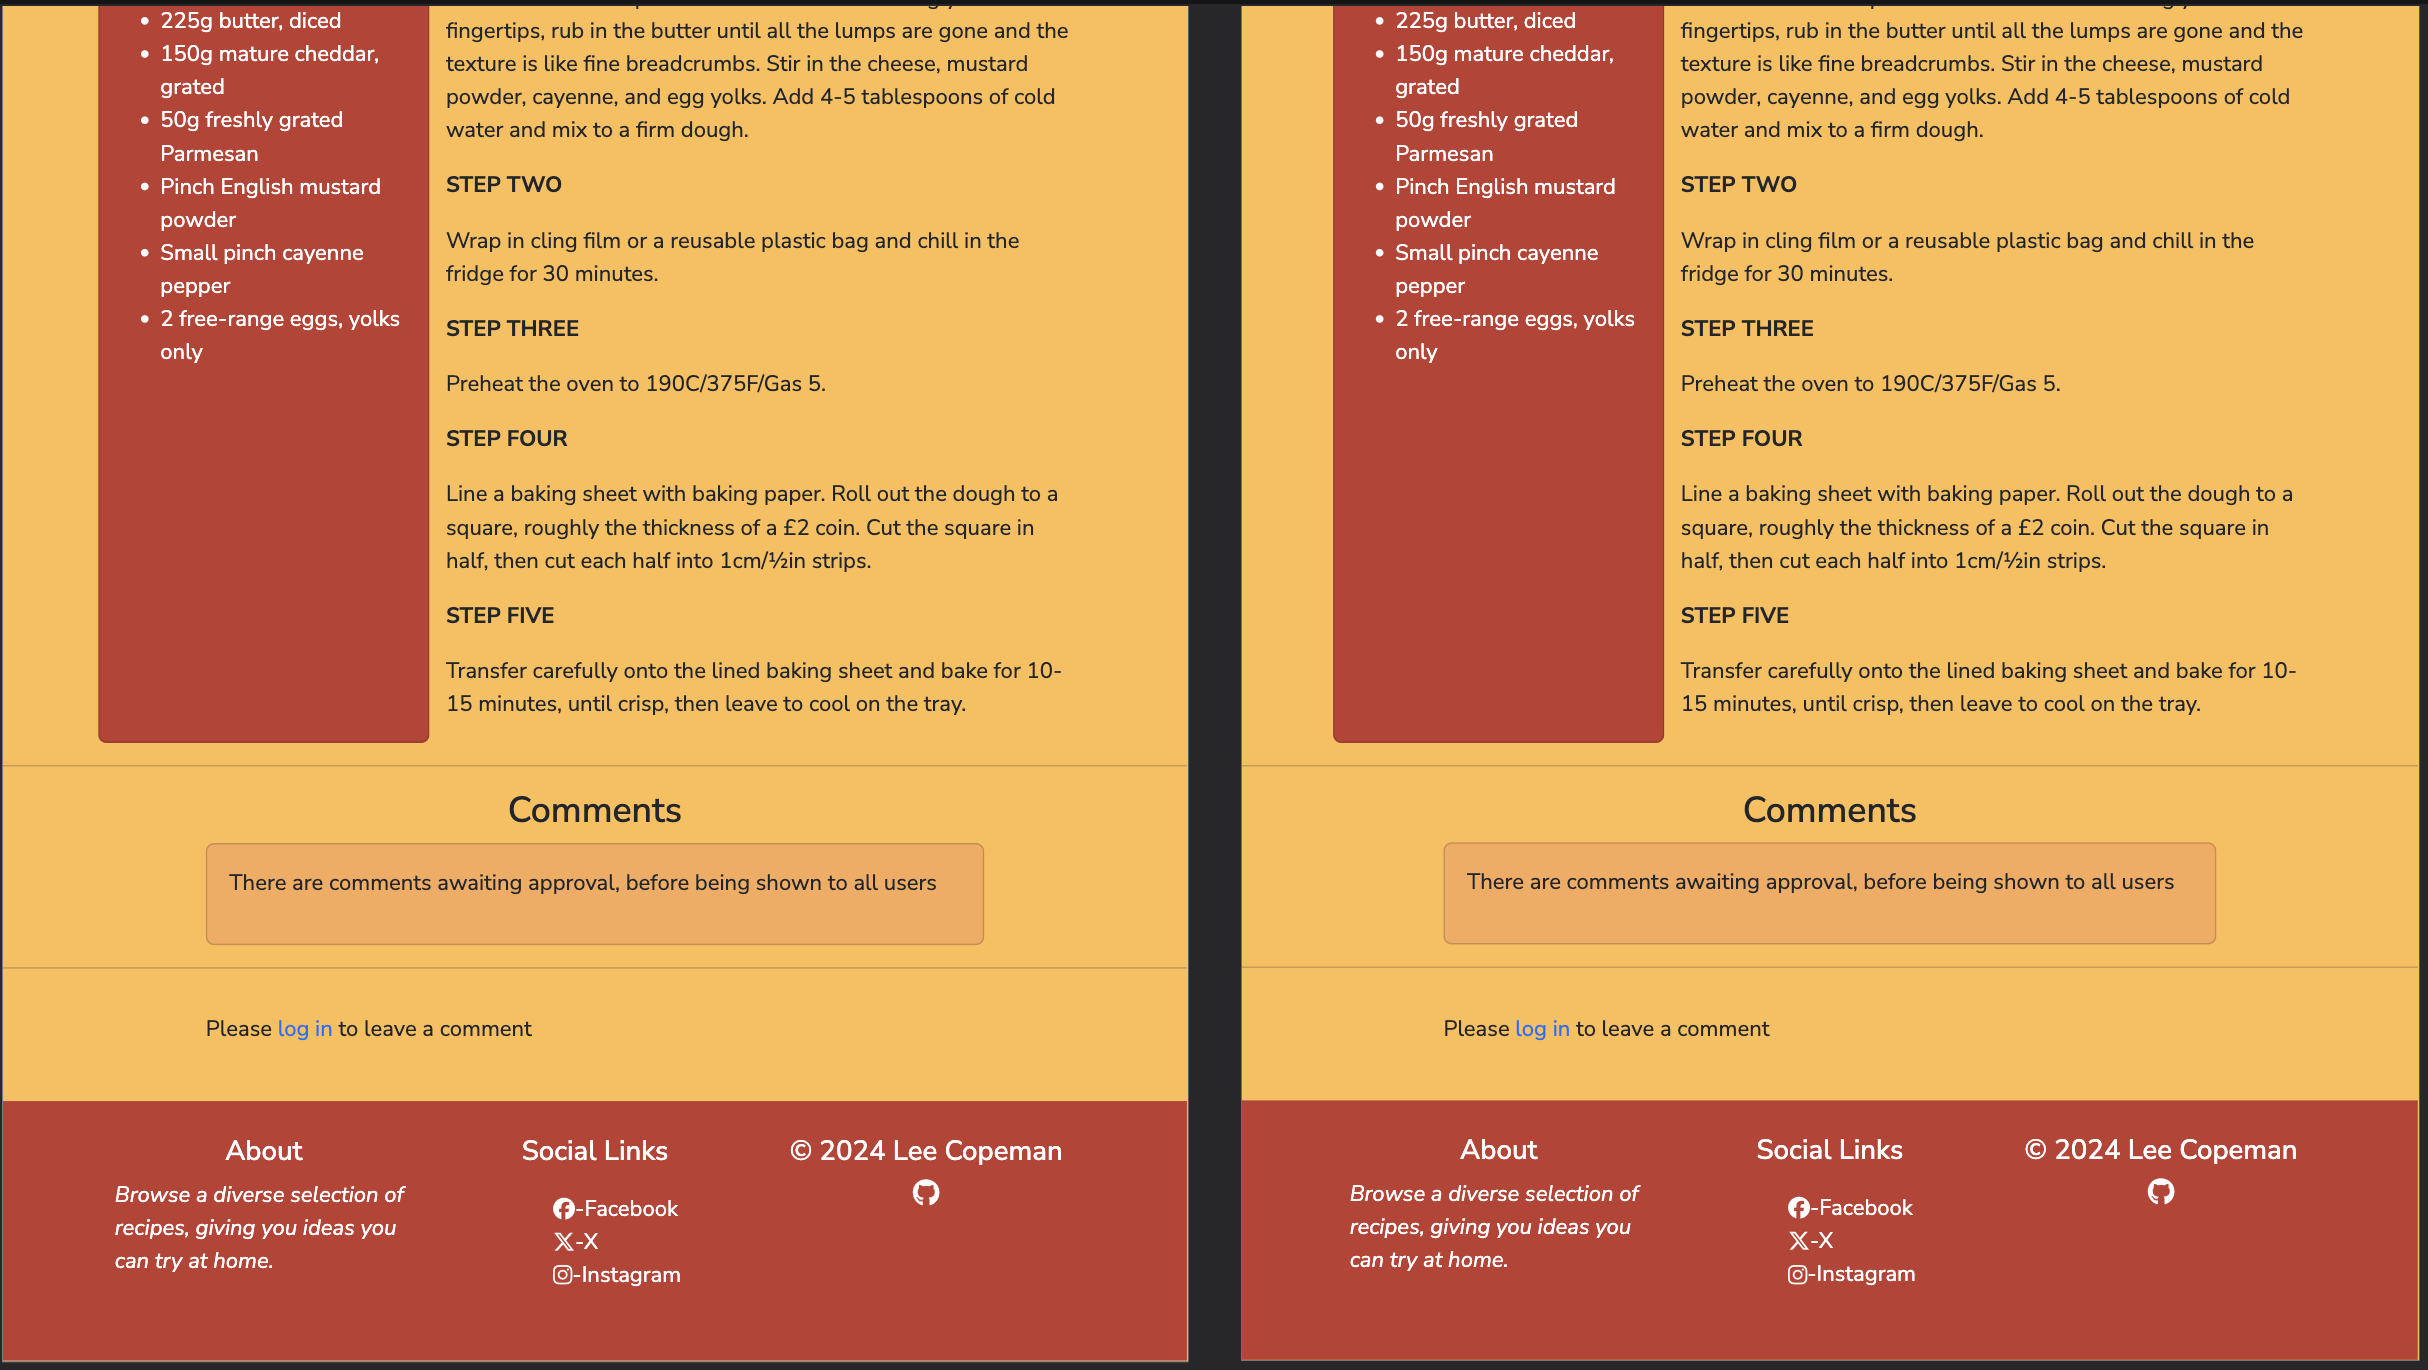 225g butter, diced
150g mature cheddar,
grated
50g freshly grated
Parmesan
Pinch English mustard
powder
Small pinch cayenne
pepper
2 free-range eggs, yolks
only
fingertips, rub in the butter until all the lumps are gone and the
texture is like fine breadcrumbs. Stir in the cheese, mustard
powder, cayenne, and egg yolks. Add 4-5 tablespoons of cold
water and mix to a firm dough.
STEP TWO
Wrap in cling film or a reusable plastic bag and chill in the
fridge for 30 minutes.
STEP THREE
Preheat the oven to 190C/375F/Gas 5.
STEP FOUR
Line a baking sheet with baking paper. Roll out the dough to a
square, roughly the thickness of a £2 coin. Cut the square in
half, then cut each half into 1cm/½in strips.
STEP FIVE
Transfer carefully onto the lined baking sheet and bake for 10-
15 minutes, until crisp, then leave to cool on the tray.
Comments
There are comments awaiting approval, before being shown to all users
Please log in to leave a comment
About
Browse a diverse selection of
recipes, giving you ideas you
can try at home.
Social Links
-Facebook
-X
-Instagram
© 2024 Lee Copeman
225g butter, diced
150g mature cheddar,
grated
50g freshly grated
Parmesan
Pinch English mustard
powder
Small pinch cayenne
pepper
2 free-range eggs, yolks
only
fingertips, rub in the butter until all the lumps are gone and the
texture is like fine breadcrumbs. Stir in the cheese, mustard
powder, cayenne, and egg yolks. Add 4-5 tablespoons of cold
water and mix to a firm dough.
STEP TWO
Wrap in cling film or a reusable plastic bag and chill in the
fridge for 30 minutes.
STEP THREE
Preheat the oven to 190C/375F/Gas 5.
STEP FOUR
Line a baking sheet with baking paper. Roll out the dough to a
square, roughly the thickness of a £2 coin. Cut the square in
half, then cut each half into 1cm/½in strips.
STEP FIVE
Transfer carefully onto the lined baking sheet and bake for 10-
15 minutes, until crisp, then leave to cool on the tray.
Comments
There are comments awaiting approval, before being shown to all users
Please log in to leave a comment
About
Browse a diverse selection of
recipes, giving you ideas you
can try at home.
Social Links
-Facebook
-X
-Instagram
© 2024 Lee Copeman